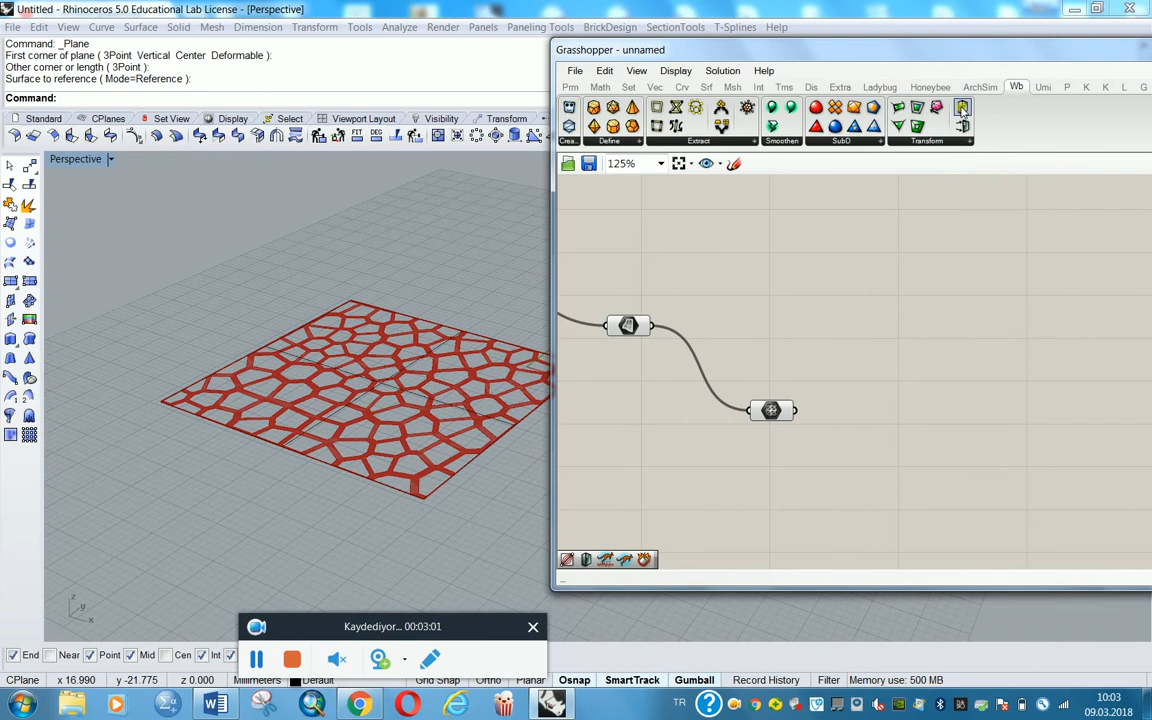 Untitled - Rhinoceros 5.0 Educational Lab License - [Perspective]
File Edit View Curve Surface Solid Mesh Dimension Transform Tools Analyze Render Panels Paneling Tools BrickDesign SectionTools T-Splines Help
Command: _Plane
First corner of plane ( 3Point Vertical Center Deformable ):
Other corner or length ( 3Point ):
Surface to reference ( Mode=Reference ):
Command:
Standard CPlanes Set View Display Select Viewport Layout Visibility Transform
Perspective
Grasshopper - unnamed
File Edit View Display Solution Help
Prm Math Set Vec Crv Srf Msh Int Trns Dis Extra Ladybug Honeybee ArchSim Wb Umi P K K L G
Crea... Define Extract Smoothen SubD Transform
125%
z y x
Kaydediyor... 00:03:01
End Near Point Mid Cen Int
CPlane x 16.990 y -21.775 z 0.000 Millimeters Default Grid Snap Ortho Planar Osnap SmartTrack Gumball Record History Filter Memory use: 500 MB
TR 10:03
09.03.2018